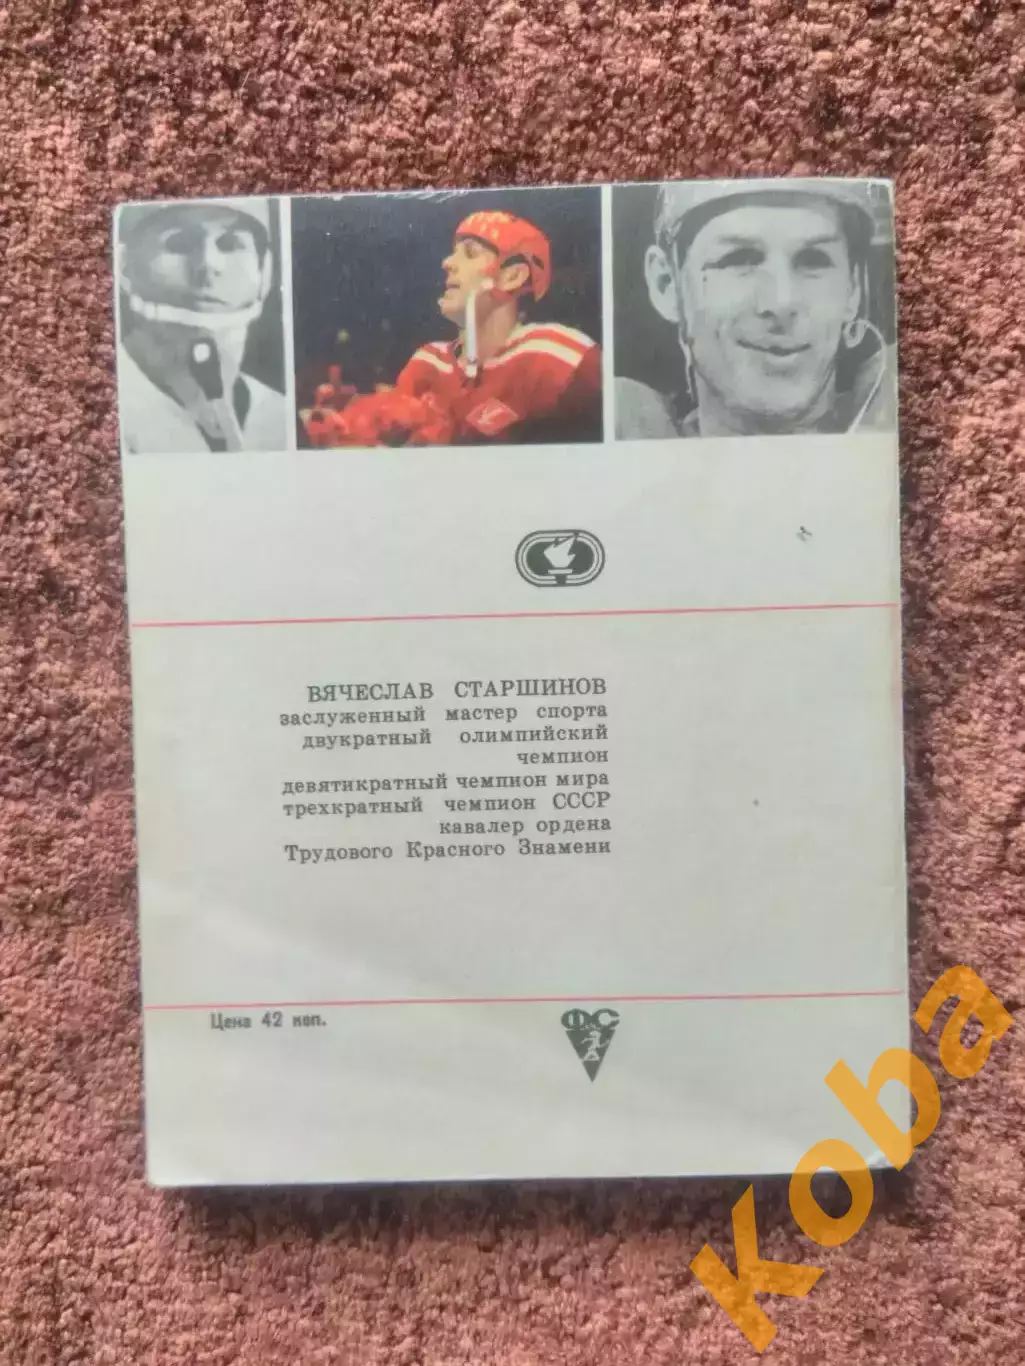 ВЯЧЕСЛАВ СТАРШИНОВ
заслуженный мастер спорта
двукратный олимпийский
чемпион
девятикратный чемпион мира
трехкратный чемпион СССР
кавалер ордена
Трудового Красного Знамени
Цена 42 коп.
ФС
Koba